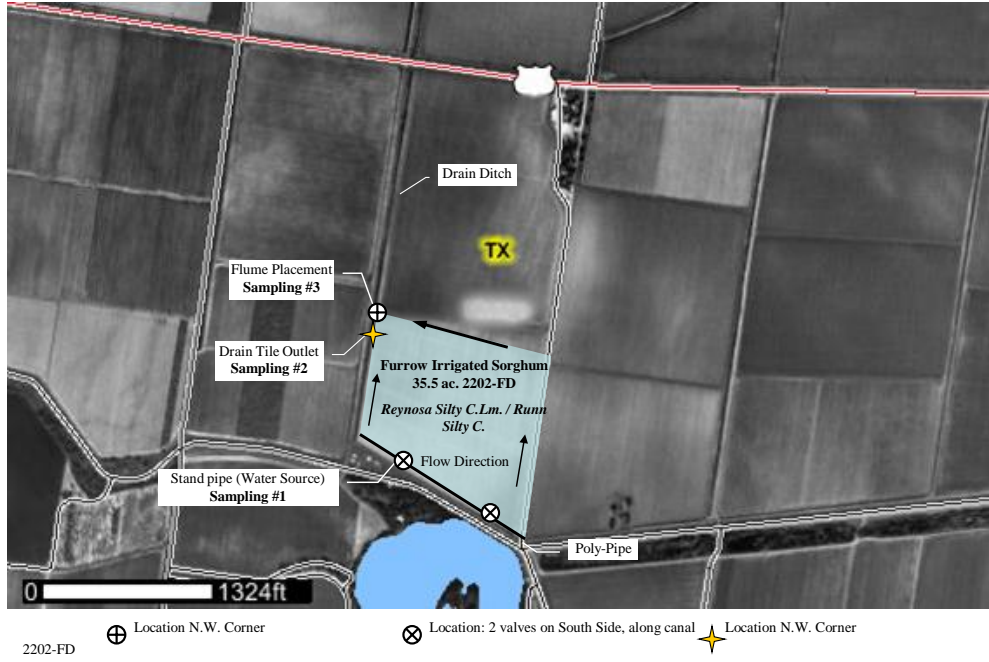 Drain Ditch
TX
Flume Placement
Sampling #3
Drain Tile Outlet
Sampling #2
Furrow Irrigated Sorghum
35.5 ac. 2202-FD
Reynosa Silty C.Lm. / Runn
Silty C.
Flow Direction
Stand pipe (Water Source)
Sampling #1
Poly-Pipe
0 1324ft
Location N.W. Corner
Location: 2 valves on South Side, along canal
Location N.W. Corner
2202-FD